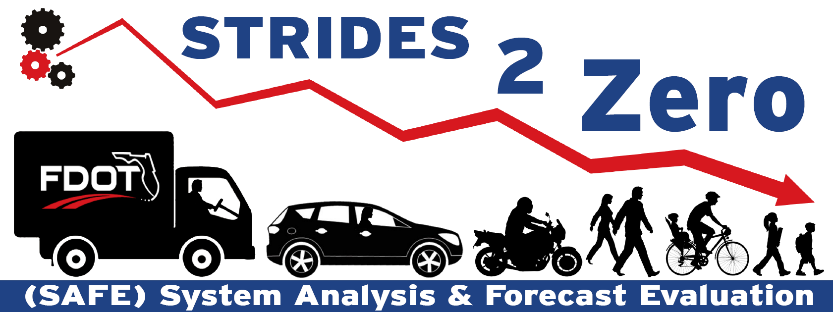 STRIDES
2
Zero
FDOT
(SAFE) System Analysis & Forecast Evaluation